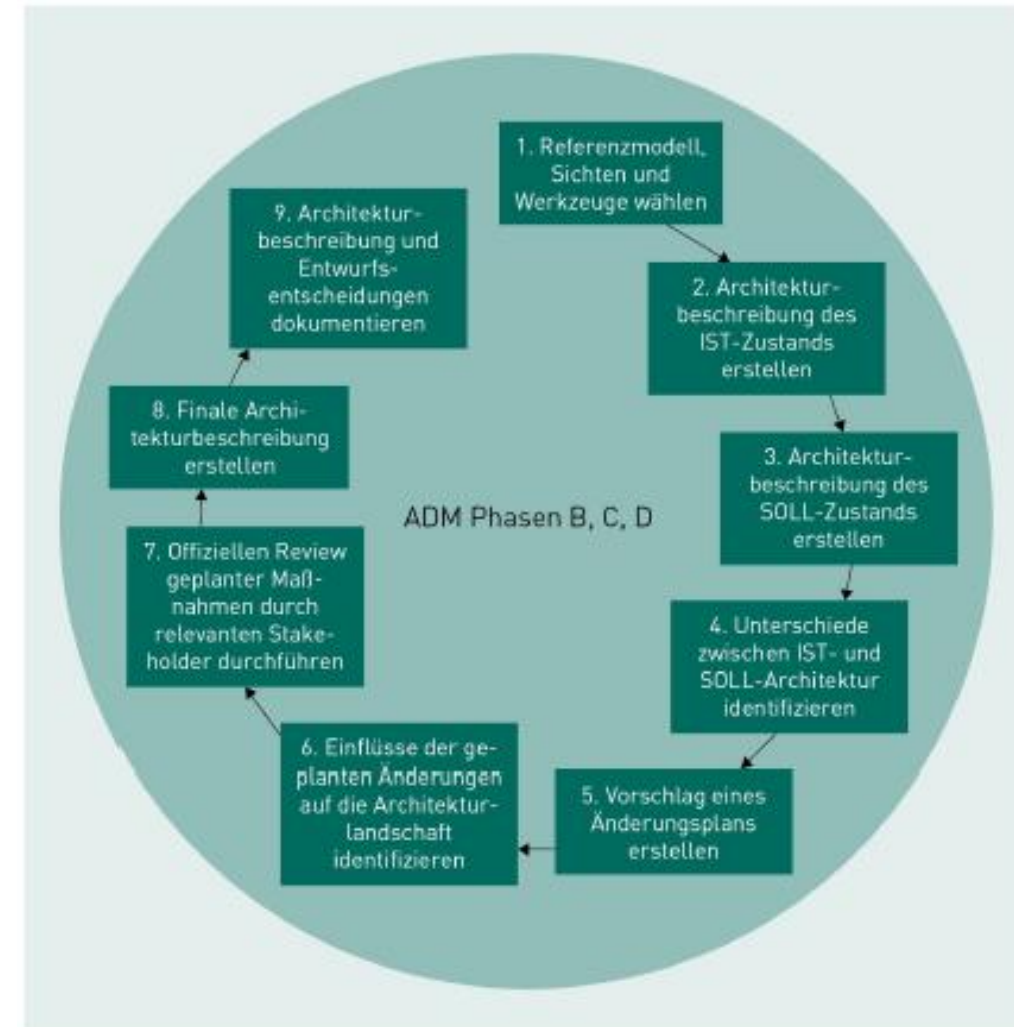 1. Referenzmodell,
Sichten und
Werkzeuge wählen
2. Architektur-
beschreibung des
IST-Zustands
erstellen
3. Architektur-
beschreibung des
SOLL-Zustands
erstellen
4. Unterschiede
zwischen IST- und
SOLL-Architektur
identifizieren
5. Vorschlag eines
Änderungsplans
erstellen
6. Einflüsse der ge-
planten Änderungen
auf die Architektur-
landschaft
identifizieren
7. Offiziellen Review
geplanter Maß-
nahmen durch
relevanten Stake-
holder durchführen
8. Finale Archi-
tekturbeschreibung
erstellen
9. Architektur-
beschreibung und
Entwurfs-
entscheidungen
dokumentieren
ADM Phasen B, C, D